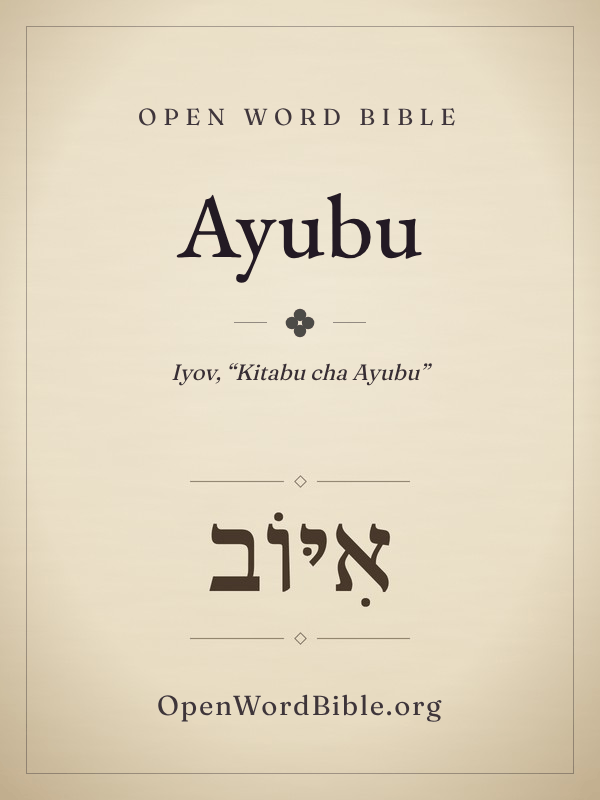 OPEN WORD BIBLE
Ayubu
Iyov, “Kitabu cha Ayubu”
אִיּוֹב
OpenWordBible.org